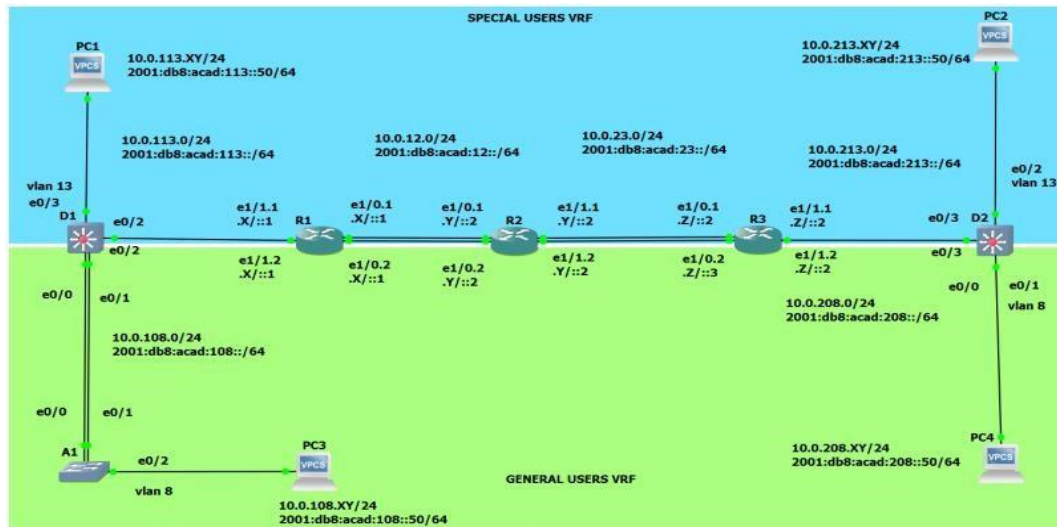 SPECIAL USERS VRF
PC1
VPCS
10.0.113.XY/24
2001:db8:acad:113::50/64
PC2
VPCS
10.0.213.XY/24
2001:db8:acad:213::50/64
10.0.113.0/24
2001:db8:acad:113::/64
10.0.12.0/24
2001:db8:acad:12::/64
10.0.23.0/24
2001:db8:acad:23::/64
10.0.213.0/24
2001:db8:acad:213::/64
e0/2
vlan 13
vlan 13
e0/3
D1
e0/2
e0/2
e1/1.1
.X/::1
R1
e1/0.1
.X/::1
e1/0.1
.Y/::2
R2
e1/1.1
.Y/::2
e1/0.1
.Z/::2
R3
e1/1.1
.Z/::2
e0/3
D2
e0/3
e1/1.2
.X/::1
e1/0.2
.X/::1
e1/0.2
.Y/::2
e1/1.2
.Y/::2
e1/0.2
.Z/::3
e1/1.2
.Z/::2
e0/0
e0/1
vlan 8
e0/0
e0/1
10.0.108.0/24
2001:db8:acad:108::/64
10.0.208.0/24
2001:db8:acad:208::/64
e0/0
e0/1
A1
e0/2
vlan 8
PC3
VPCS
10.0.108.XY/24
2001:db8:acad:108::50/64
10.0.208.XY/24
2001:db8:acad:208::50/64
PC4
VPCS
GENERAL USERS VRF